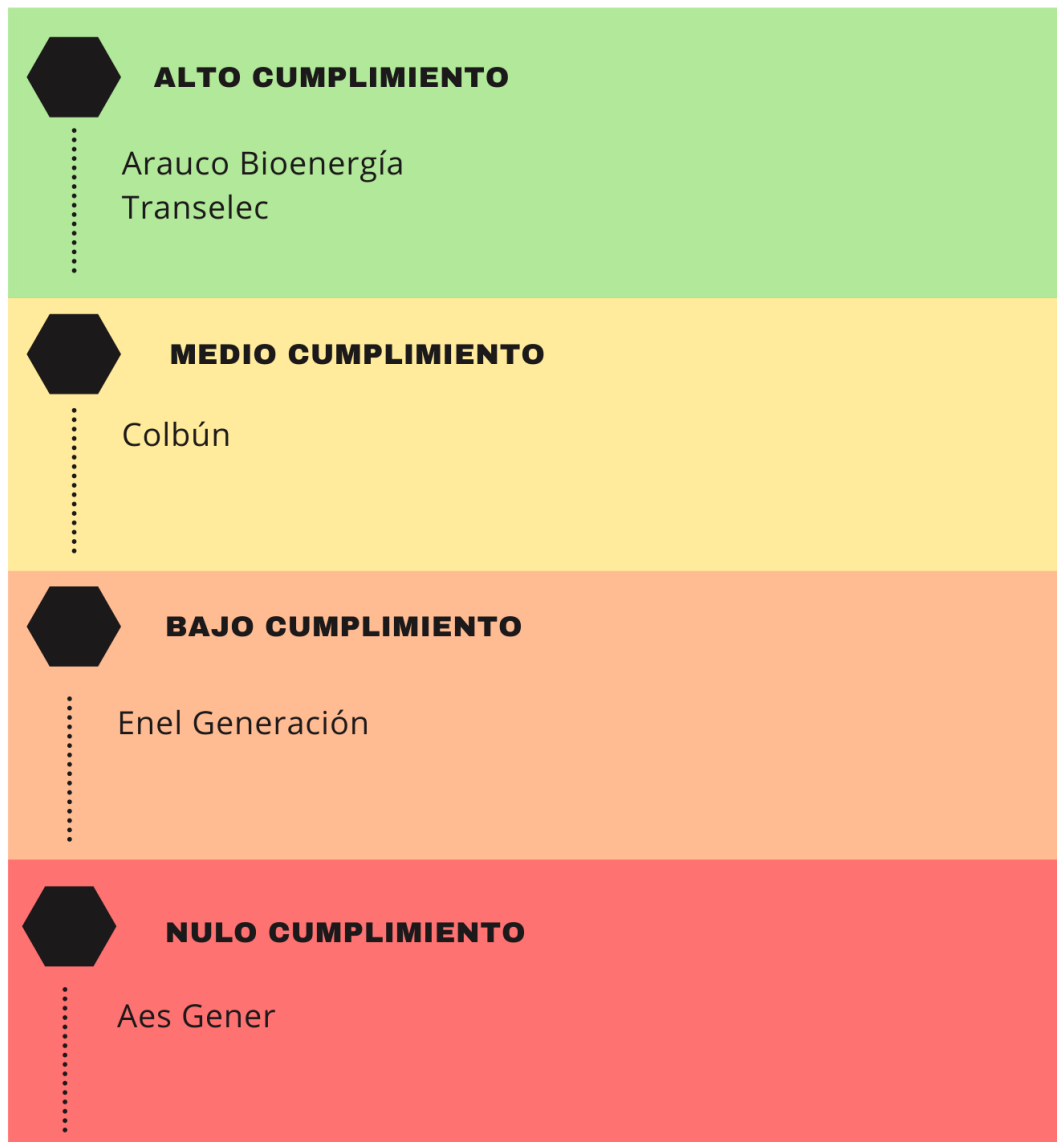 ALTO CUMPLIMIENTO
Arauco Bioenergía
Transelec
MEDIO CUMPLIMIENTO
Colbún
BAJO CUMPLIMIENTO
Enel Generación
NULO CUMPLIMIENTO
Aes Gener